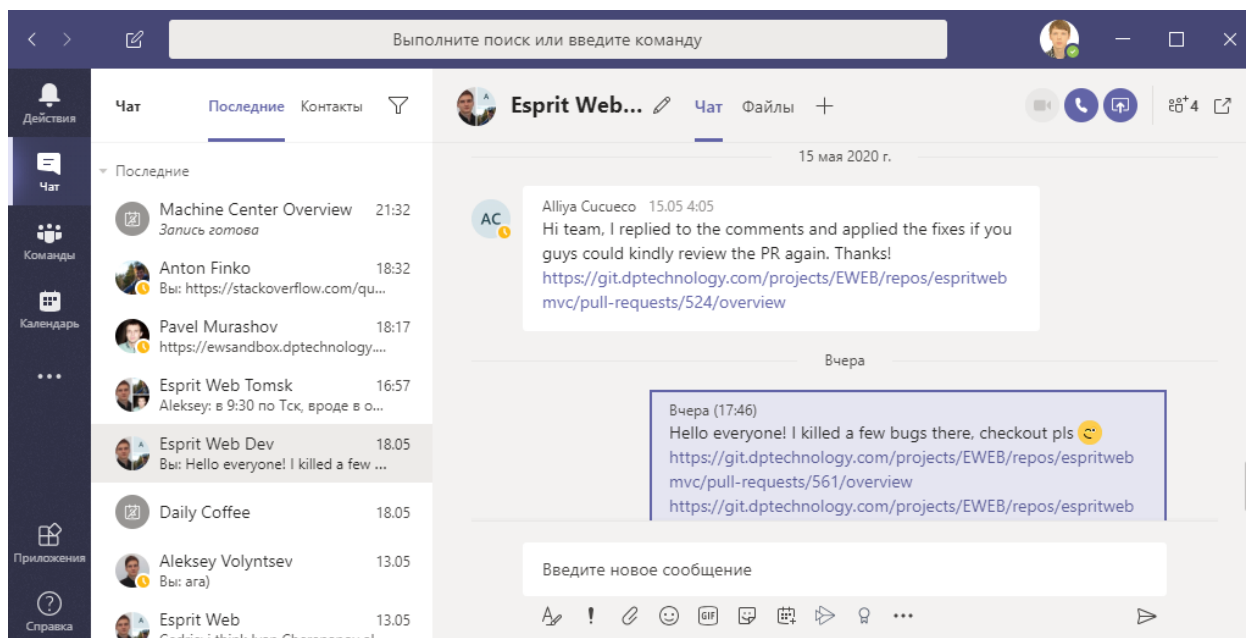 Выполните поиск или введите команду
Действия
Чат
Команды
Календарь
Приложения
Справка
Чат
Последние
Контакты
Последние
Machine Center Overview 21:32
Запись готова
Anton Finko 18:32
Вы: https://stackoverflow.com/qu...
Pavel Murashov 18:17
https://ewsandbox.dptechnology....
Esprit Web Tomsk 16:57
Aleksey: в 9:30 по Тск, вроде в о...
Esprit Web Dev 18.05
Вы: Hello everyone! I killed a few ...
Daily Coffee 18.05
Aleksey Volyntsev 13.05
Вы: ага)
Esprit Web 13.05
Esprit Web...
Чат
Файлы
4
15 мая 2020 г.
AC
Alliya Cucueco 15.05 4:05
Hi team, I replied to the comments and applied the fixes if you
guys could kindly review the PR again. Thanks!
https://git.dptechnology.com/projects/EWEB/repos/espritweb
mvc/pull-requests/524/overview
Вчера
Вчера (17:46)
Hello everyone! I killed a few bugs there, checkout pls
https://git.dptechnology.com/projects/EWEB/repos/espritweb
mvc/pull-requests/561/overview
https://git.dptechnology.com/projects/EWEB/repos/espritweb
Введите новое сообщение
GIF